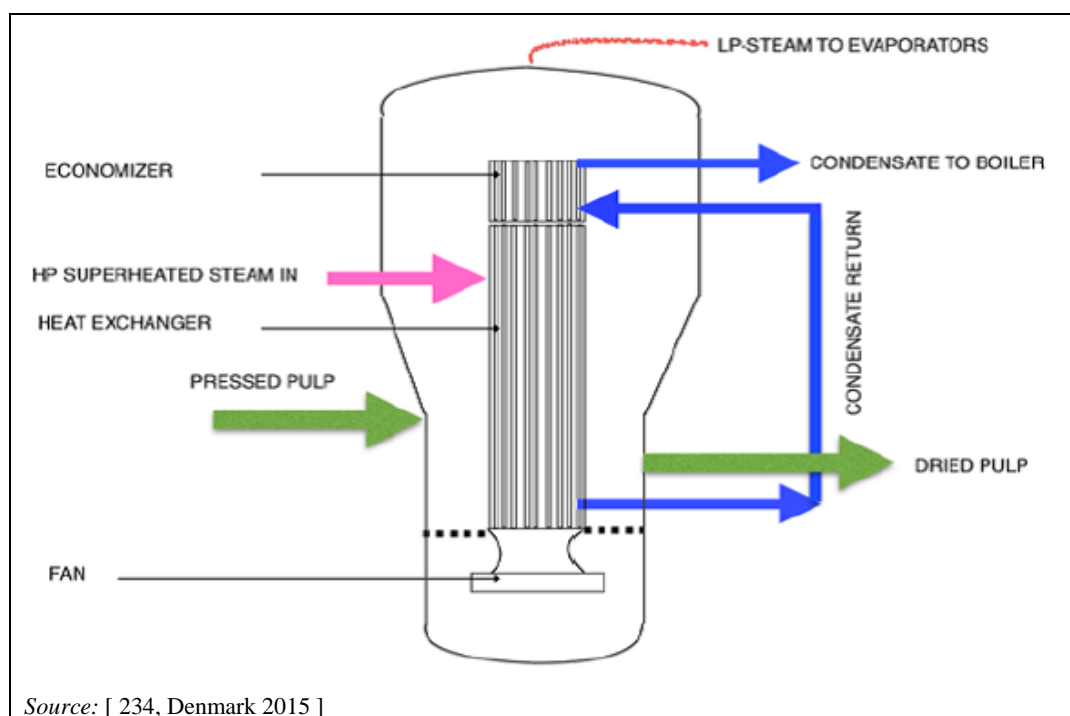 LP-STEAM TO EVAPORATORS
ECONOMIZER
CONDENSATE TO BOILER
HP SUPERHEATED STEAM IN
HEAT EXCHANGER
CONDENSATE RETURN
PRESSED PULP
DRIED PULP
FAN
Source: [ 234, Denmark 2015 ]